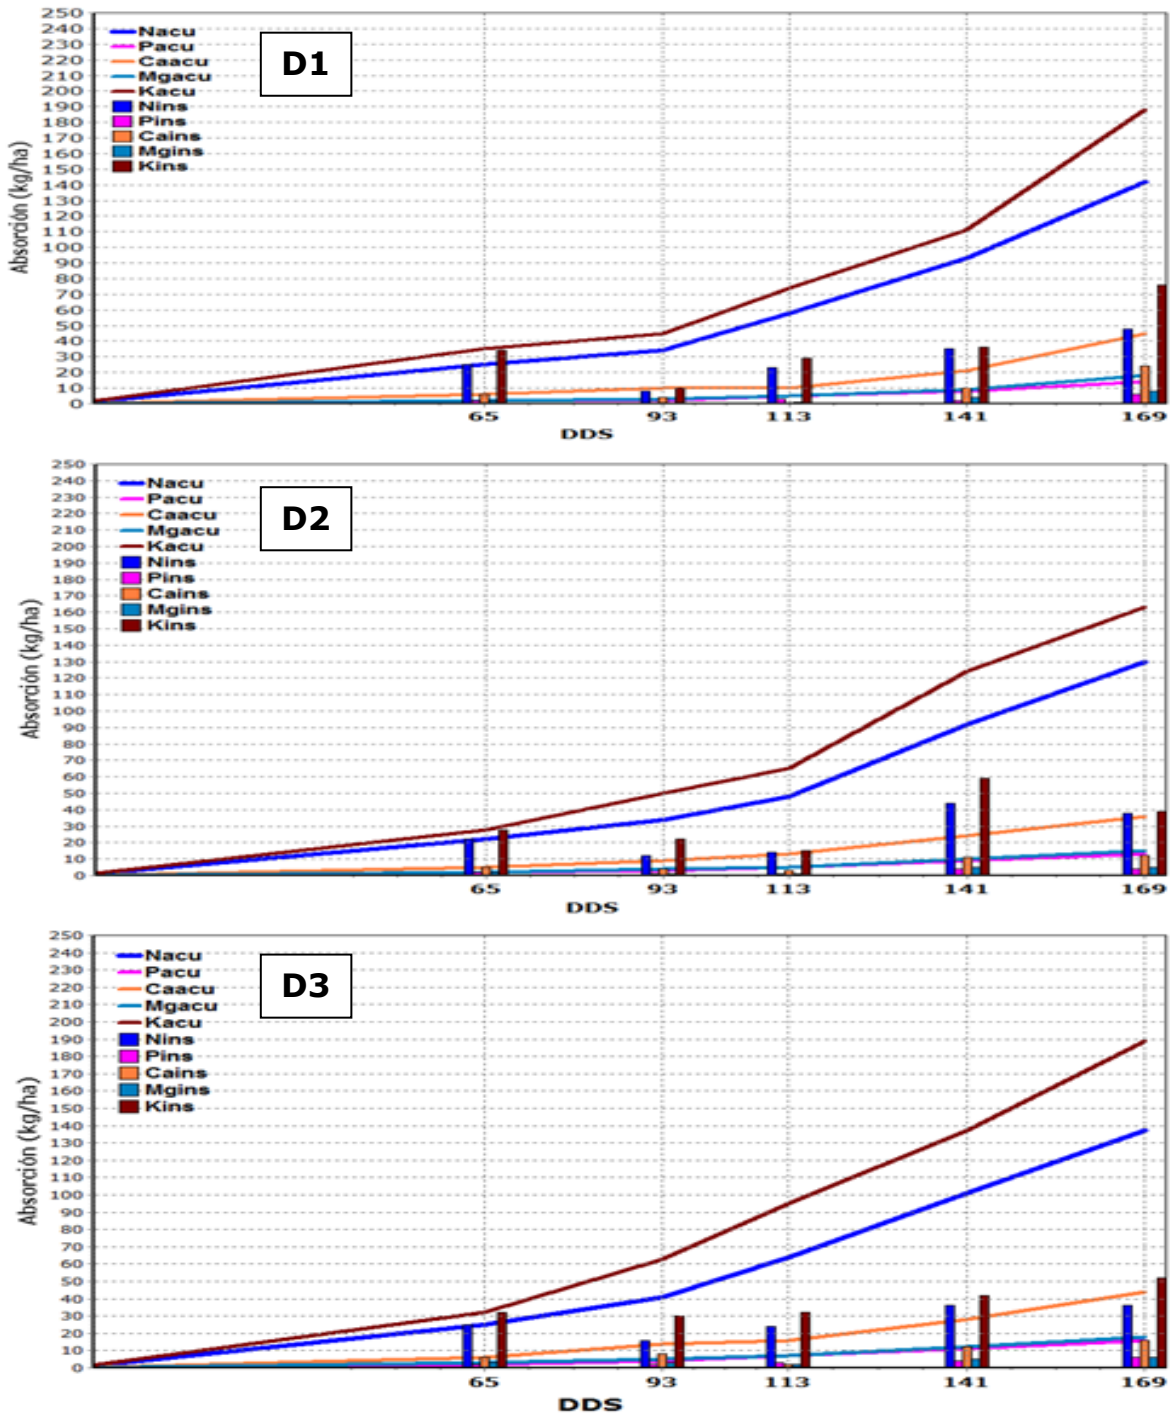 250
240
230
220
210
200
190
180
170
160
150
140
130
120
110
100
90
80
70
60
50
40
30
20
10
0
Absorción (kg/ha)
Nacu
Pacu
Caacu
Mgacu
Kacu
Nins
Pins
Cains
Mgins
Kins
D1
65 93 113 141 169
DDS
250
240
230
220
210
200
190
180
170
160
150
140
130
120
110
100
90
80
70
60
50
40
30
20
10
0
Absorción (kg/ha)
Nacu
Pacu
Caacu
Mgacu
Kacu
Nins
Pins
Cains
Mgins
Kins
D2
65 93 113 141 169
DDS
250
240
230
220
210
200
190
180
170
160
150
140
130
120
110
100
90
80
70
60
50
40
30
20
10
0
Absorción (kg/ha)
Nacu
Pacu
Caacu
Mgacu
Kacu
Nins
Pins
Cains
Mgins
Kins
D3
65 93 113 141 169
DDS